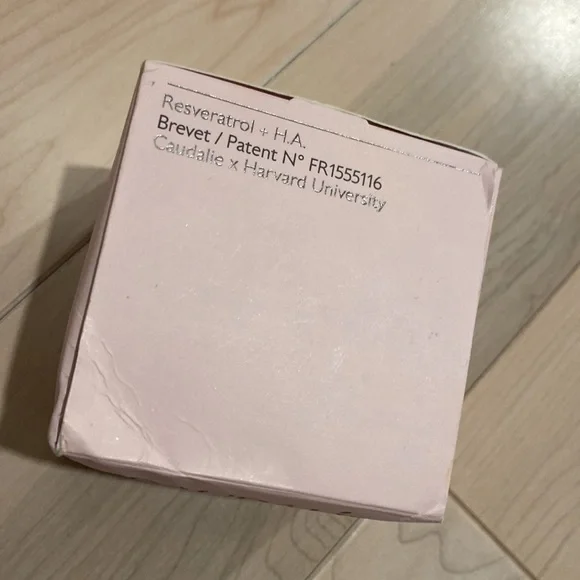 Resveratrol + H.A.
Brevet / Patent N° FR1555116
Caudalie x Harvard University